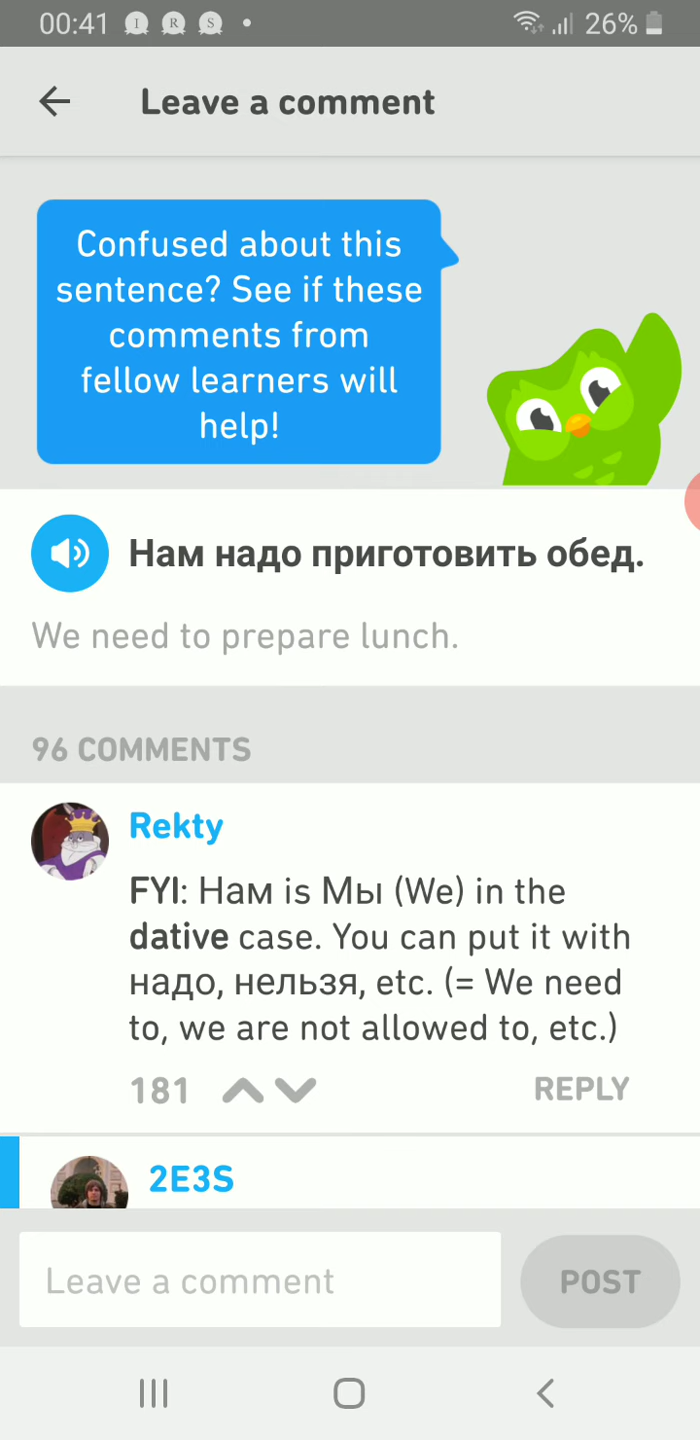 00:41 I R S 26%
Leave a comment
Confused about this
sentence? See if these
comments from
fellow learners will
help!
Нам надо приготовить обед.
We need to prepare lunch.
96 COMMENTS
Rekty
FYI: Нам is Мы (We) in the
dative case. You can put it with
надо, нельзя, etc. (= We need
to, we are not allowed to, etc.)
181 REPLY
2E3S
Leave a comment POST